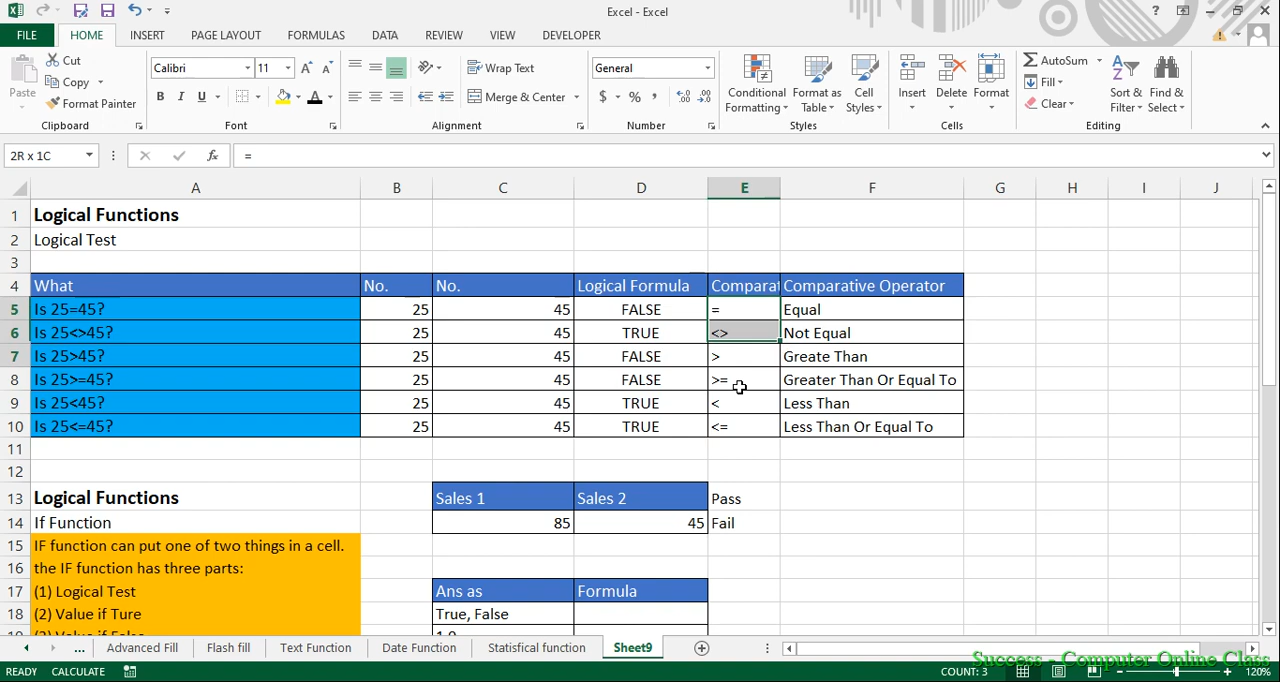 Excel - Excel
FILE HOME INSERT PAGE LAYOUT FORMULAS DATA REVIEW VIEW DEVELOPER
Cut
Copy
Format Painter
Paste
Clipboard
Calibri 11
B I U A
Font
Wrap Text
Merge & Center
Alignment
General
$ % ,
Number
Conditional Formatting
Format as Table
Cell Styles
Styles
Insert Delete Format
Cells
AutoSum
Fill
Clear
Sort & Filter
Find & Select
Editing
2R x 1C fx =
A B C D E F G H I J
1 Logical Functions
2 Logical Test
3
4 What No. No. Logical Formula Comparat Comparative Operator
5 Is 25=45? 25 45 FALSE = Equal
6 Is 25<>45? 25 45 TRUE <> Not Equal
7 Is 25>45? 25 45 FALSE > Greate Than
8 Is 25>=45? 25 45 FALSE >= Greater Than Or Equal To
9 Is 25<45? 25 45 TRUE < Less Than
10 Is 25<=45? 25 45 TRUE <= Less Than Or Equal To
11
12
13 Logical Functions Sales 1 Sales 2 Pass
14 If Function 85 45 Fail
15 IF function can put one of two things in a cell.
16 the IF function has three parts:
17 (1) Logical Test Ans as Formula
18 (2) Value if Ture True, False
... Advanced Fill Flash fill Text Function Date Function Statisfical function Sheet9
Success - Computer Online Class
READY CALCULATE COUNT: 3 120%